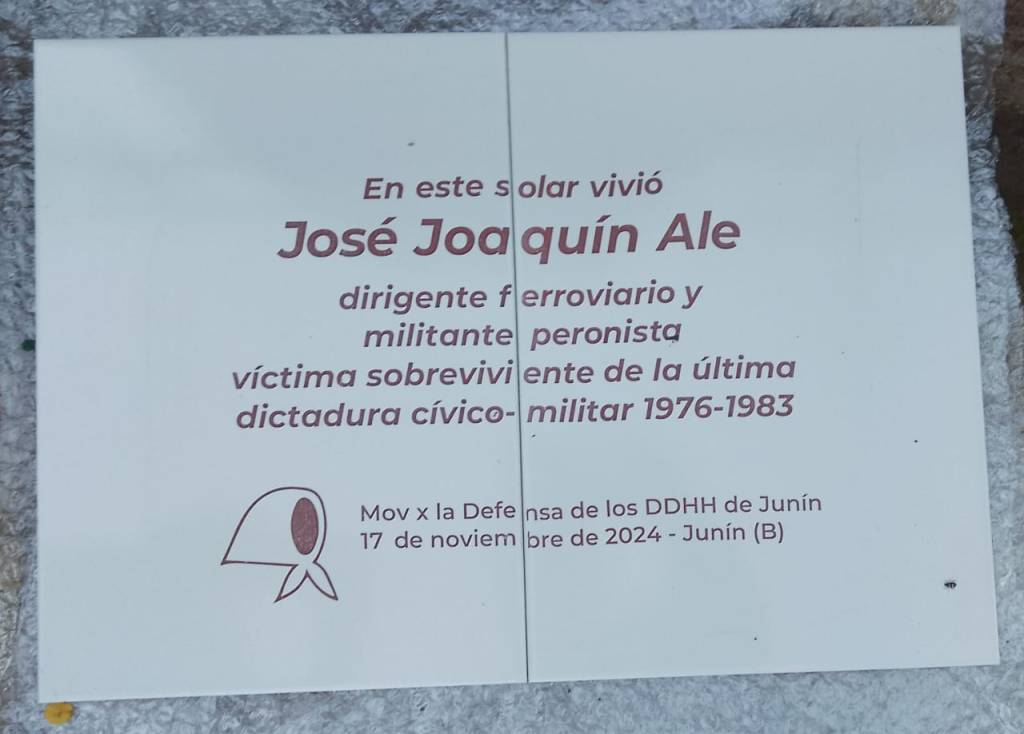 En este solar vivió
José Joaquín Ale
dirigente ferroviario y
militante peronista
víctima sobreviviente de la última
dictadura cívico-militar 1976-1983
Mov x la Defensa de los DDHH de Junín
17 de noviembre de 2024 - Junín (B)